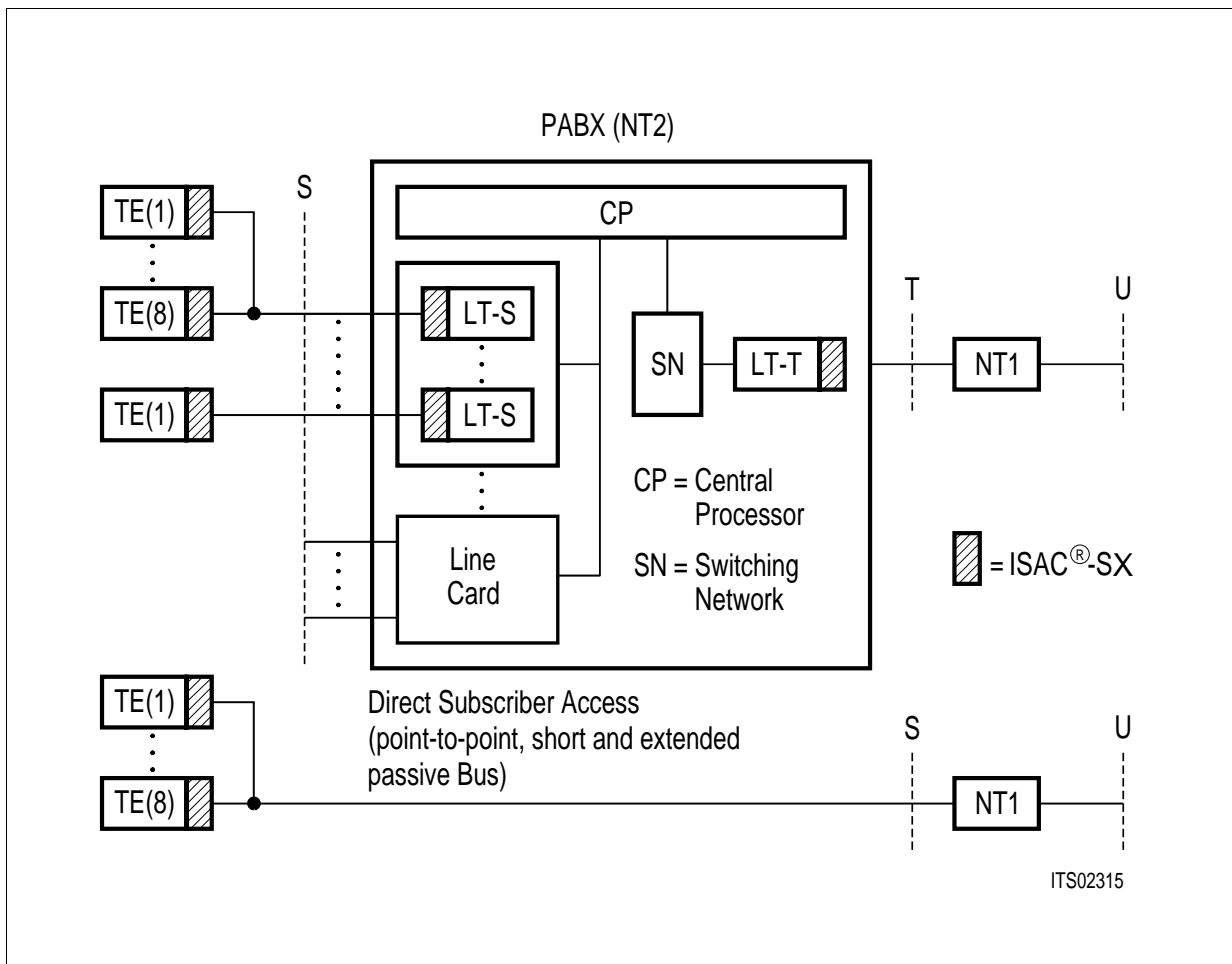 PABX (NT2)
S
TE(1)
CP
TE(8)
LT-S
T
U
SN
LT-T
NT1
TE(1)
LT-S
CP = Central
Processor
Line
Card
SN = Switching
Network
= ISAC®-SX
TE(1)
Direct Subscriber Access
(point-to-point, short and extended
passive Bus)
S
U
TE(8)
NT1
ITS02315